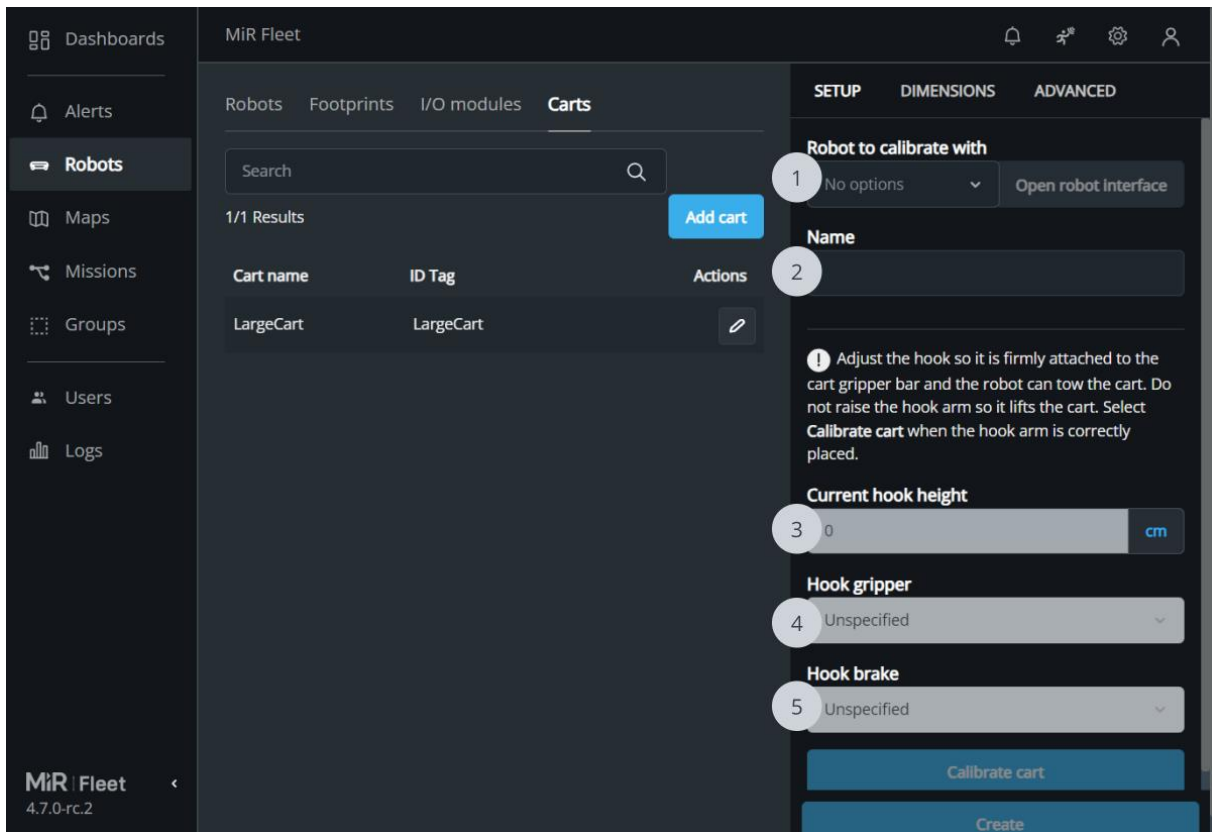 Dashboards
Alerts
Robots
Maps
Missions
Groups
Users
Logs
MiR Fleet
4.7.0-rc.2
MiR Fleet
Robots Footprints I/O modules Carts
Search
1/1 Results Add cart
Cart name ID Tag Actions
LargeCart LargeCart
SETUP DIMENSIONS ADVANCED
Robot to calibrate with
1 No options Open robot interface
Name
2
! Adjust the hook so it is firmly attached to the
cart gripper bar and the robot can tow the cart. Do
not raise the hook arm so it lifts the cart. Select
Calibrate cart when the hook arm is correctly
placed.
Current hook height
3 0 cm
Hook gripper
4 Unspecified
Hook brake
5 Unspecified
Calibrate cart
Create